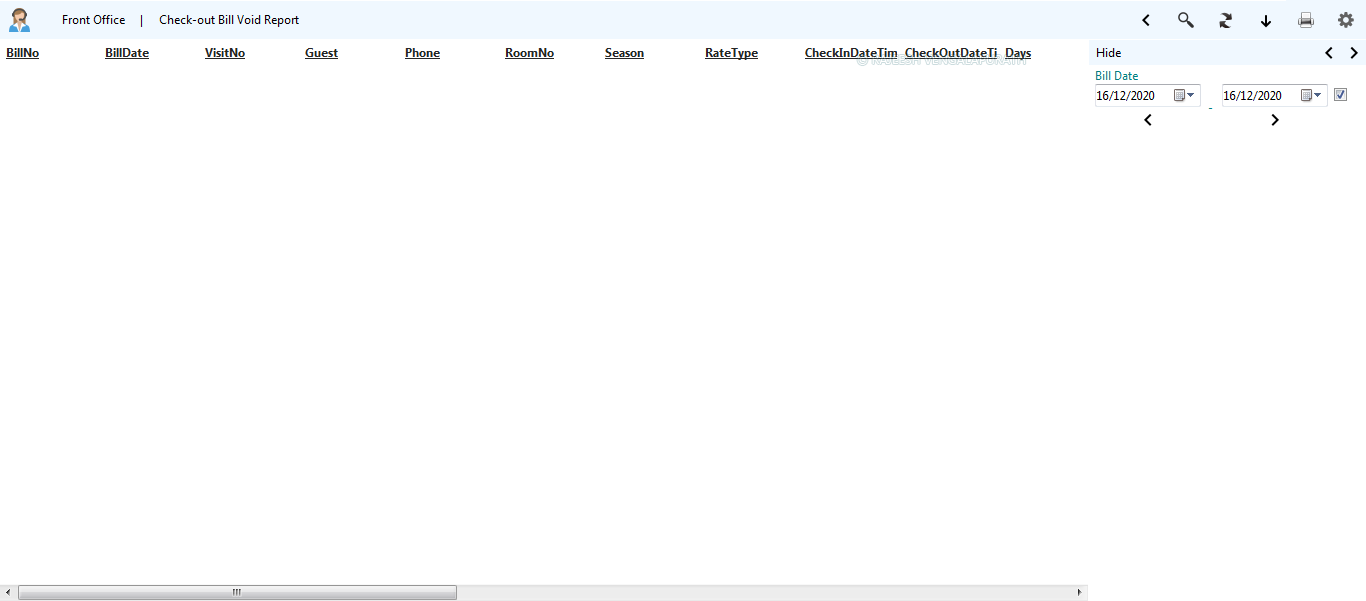 Front Office | Check-out Bill Void Report
BillNo BillDate VisitNo Guest Phone RoomNo Season RateType CheckInDateTim CheckOutDateTi Days
Hide
Bill Date
16/12/2020 - 16/12/2020